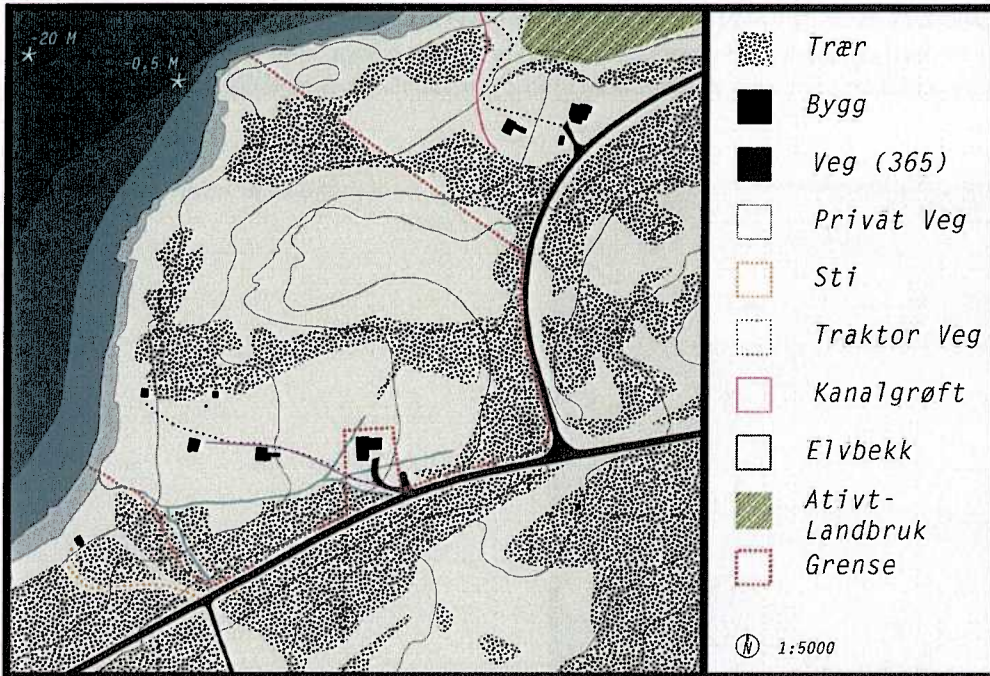 -20 M
-0,5 M
Trær
Bygg
Veg (365)
Privat Veg
Sti
Traktor Veg
Kanalgrøft
Elvbekk
Ativt-
Landbruk
Grense
N 1:5000